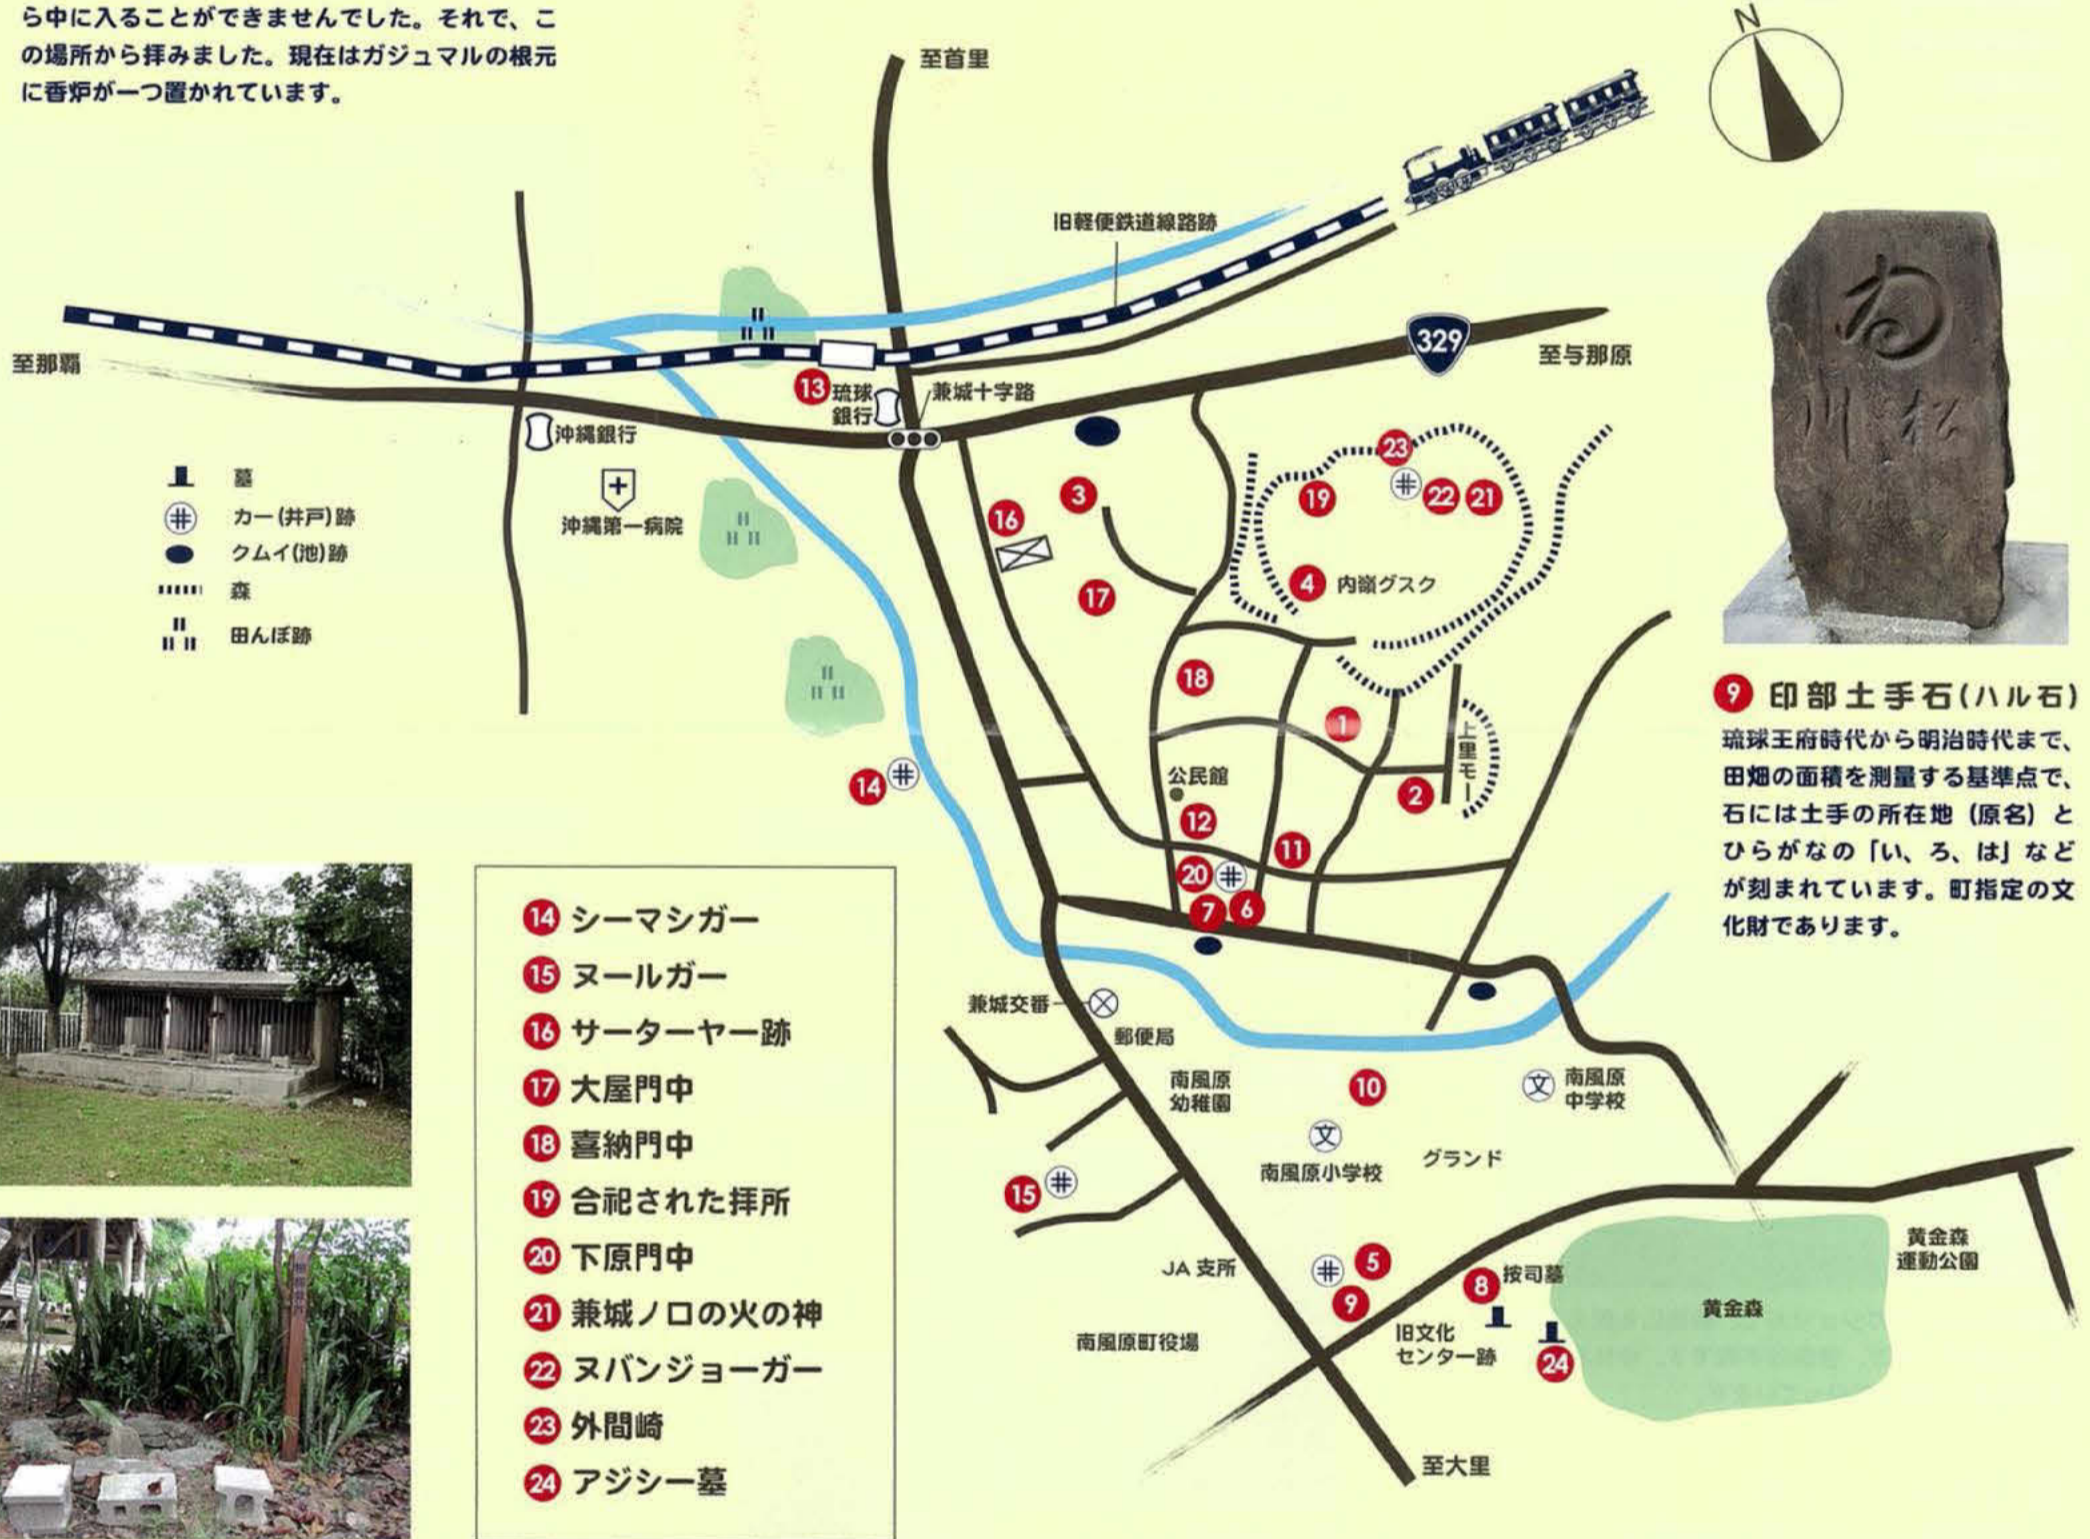 ら中に入ることができませんでした。それで、こ
の場所から拝みました。現在はガジュマルの根元
に香炉が一つ置かれています。
至首里
N
旧軽便鉄道線路跡
329
至那覇
至与那原
13
琉球
銀行
兼城十字路
沖縄銀行
沖縄第一病院
墓
カー(井戸)跡
クムイ(池)跡
森
田んぼ跡
23
3
19
22
21
16
4
内嶺グスク
17
18
1
上里モー
公民館
2
14
12
11
20
7
6
兼城交番
郵便局
南風原
幼稚園
10
文
南風原
中学校
文
南風原小学校
グランド
15
JA 支所
5
9
8
按司墓
黄金森
運動公園
黄金森
南風原町役場
旧文化
センター跡
24
至大里
る
松
川
9 印部土手石(ハル石)
琉球王府時代から明治時代まで、
田畑の面積を測量する基準点で、
石には土手の所在地（原名）と
ひらがなの「い、ろ、は」など
が刻まれています。町指定の文
化財であります。
14 シーマシガー
15 ヌールガー
16 サーターヤー跡
17 大屋門中
18 喜納門中
19 合祀された拝所
20 下原門中
21 兼城ノロの火の神
22 ヌバンジョーガー
23 外間崎
24 アジシー墓